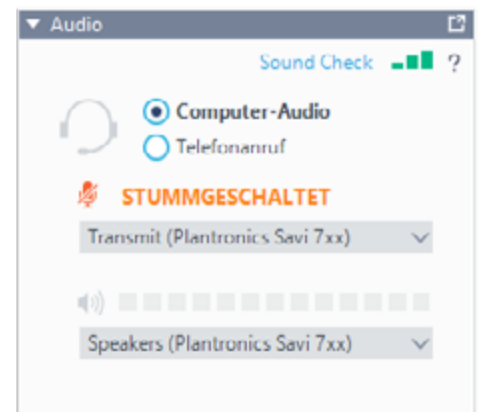 Audio
Sound Check ?
Computer-Audio
Telefonanruf
STUMMGESCHALTET
Transmit (Plantronics Savi 7xx)
Speakers (Plantronics Savi 7xx)